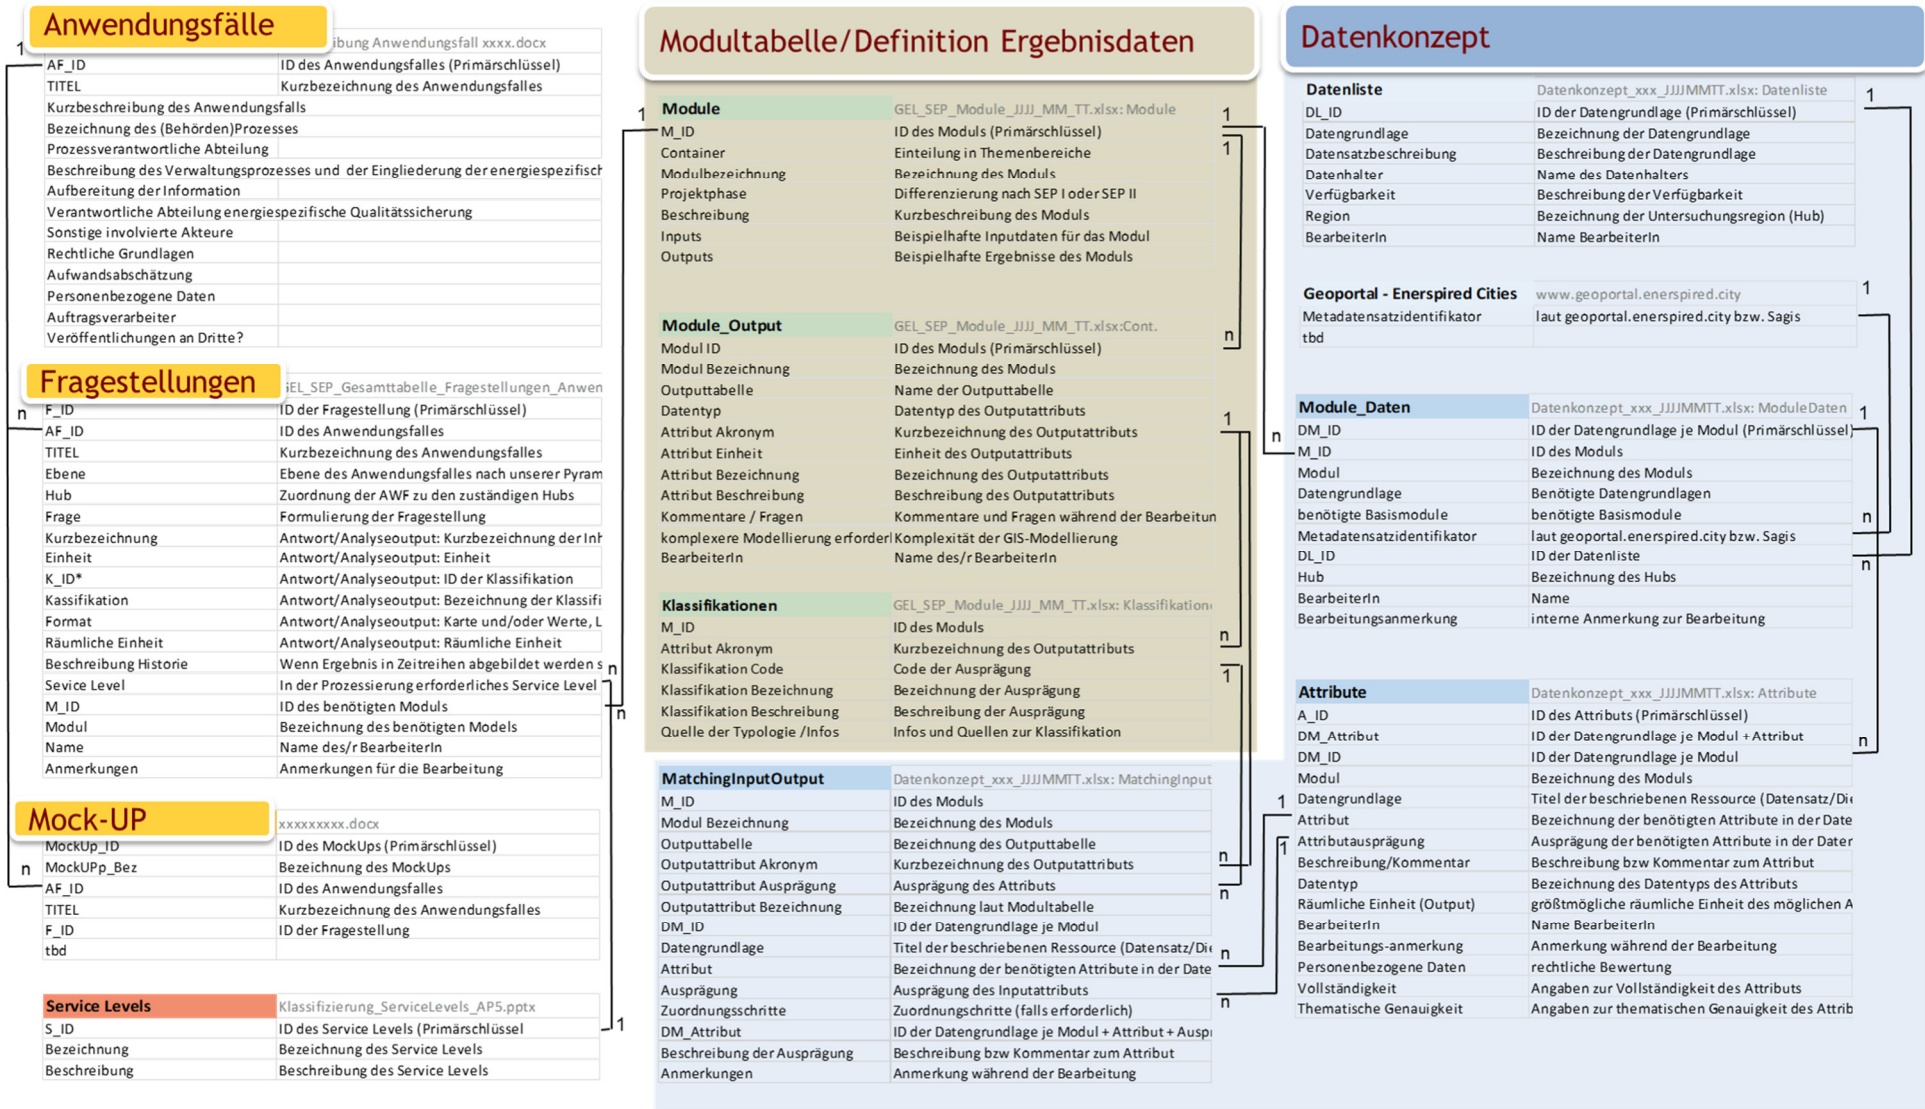 Anwendungsfälle
ibung Anwendungsfall xxxx.docx
1
AF_ID ID des Anwendungsfalles (Primärschlüssel)
TITEL Kurzbezeichnung des Anwendungsfalles
Kurzbeschreibung des Anwendungsfalls
Bezeichnung des (Behörden)Prozesses
Prozessverantwortliche Abteilung
Beschreibung des Verwaltungsprozesses und der Eingliederung der energiespezifisch
Aufbereitung der Information
Verantwortliche Abteilung energiespezifische Qualitätssicherung
Sonstige involvierte Akteure
Rechtliche Grundlagen
Aufwandsabschätzung
Personenbezogene Daten
Auftragsverarbeiter
Veröffentlichungen an Dritte?
Fragestellungen
GEL_SEP_Gesamttabelle_Fragestellungen_Anwen
n
F_ID ID der Fragestellung (Primärschlüssel)
AF_ID ID des Anwendungsfalles
TITEL Kurzbezeichnung des Anwendungsfalles
Ebene Ebene des Anwendungsfalles nach unserer Pyram
Hub Zuordnung der AWF zu den zuständigen Hubs
Frage Formulierung der Fragestellung
Kurzbezeichnung Antwort/Analyseoutput: Kurzbezeichnung der Inh
Einheit Antwort/Analyseoutput: Einheit
K_ID* Antwort/Analyseoutput: ID der Klassifikation
Kassifikation Antwort/Analyseoutput: Bezeichnung der Klassifi
Format Antwort/Analyseoutput: Karte und/oder Werte, L
Räumliche Einheit Antwort/Analyseoutput: Räumliche Einheit
Beschreibung Historie Wenn Ergebnis in Zeitreihen abgebildet werden s
n
Sevice Level In der Prozessierung erforderliches Service Level
M_ID ID des benötigten Moduls
n
Modul Bezeichnung des benötigten Models
Name Name des/r BearbeiterIn
Anmerkungen Anmerkungen für die Bearbeitung
Mock-UP
xxxxxxxxx.docx
MockUp_ID ID des MockUps (Primärschlüssel)
n
MockUPp_Bez Bezeichnung des MockUps
AF_ID ID des Anwendungsfalles
TITEL Kurzbezeichnung des Anwendungsfalles
F_ID ID der Fragestellung
tbd
Service Levels Klassifizierung_ServiceLevels_AP5.pptx
S_ID ID des Service Levels (Primärschlüssel
1
Bezeichnung Bezeichnung des Service Levels
Beschreibung Beschreibung des Service Levels
Modultabelle/Definition Ergebnisdaten
Module GEL_SEP_Module_JJJJ_MM_TT.xlsx: Module
1
1
M_ID ID des Moduls (Primärschlüssel)
1
Container Einteilung in Themenbereiche
Modulbezeichnung Bezeichnung des Moduls
Projektphase Differenzierung nach SEP I oder SEP II
Beschreibung Kurzbeschreibung des Moduls
Inputs Beispielhafte Inputdaten für das Modul
Outputs Beispielhafte Ergebnisse des Moduls
Module_Output GEL_SEP_Module_JJJJ_MM_TT.xlsx:Cont.
n
Modul ID ID des Moduls (Primärschlüssel)
Modul Bezeichnung Bezeichnung des Moduls
Outputtabelle Name der Outputtabelle
Datentyp Datentyp des Outputattributs
1
Attribut Akronym Kurzbezeichnung des Outputattributs
Attribut Einheit Einheit des Outputattributs
Attribut Bezeichnung Bezeichnung des Outputattributs
Attribut Beschreibung Beschreibung des Outputattributs
Kommentare / Fragen Kommentare und Fragen während der Bearbeitun
komplexere Modellierung erforderl Komplexität der GIS-Modellierung
BearbeiterIn Name des/r BearbeiterIn
Klassifikationen GEL_SEP_Module_JJJJ_MM_TT.xlsx: Klassifikatione
M_ID ID des Moduls
n
Attribut Akronym Kurzbezeichnung des Outputattributs
Klassifikation Code Code der Ausprägung
1
Klassifikation Bezeichnung Bezeichnung der Ausprägung
Klassifikation Beschreibung Beschreibung der Ausprägung
Quelle der Typologie /Infos Infos und Quellen zur Klassifikation
MatchingInputOutput Datenkonzept_xxx_JJJJMMTT.xlsx: MatchingInput
M_ID ID des Moduls
Modul Bezeichnung Bezeichnung des Moduls
Outputtabelle Bezeichnung des Outputtabelle
n
Outputattribut Akronym Kurzbezeichnung des Outputattributs
Outputattribut Ausprägung Ausprägung des Attributs
n
Outputattribut Bezeichnung Bezeichnung laut Modultabelle
DM_ID ID der Datengrundlage je Modul
Datengrundlage Titel der beschriebenen Ressource (Datensatz/Die
n
Attribut Bezeichnung der benötigten Attribute in der Date
Ausprägung Ausprägung des Inputattributs
n
Zuordnungsschritte Zuordnungschritte (falls erforderlich)
DM_Attribut ID der Datengrundlage je Modul + Attribut + Auspr
Beschreibung der Ausprägung Beschreibung bzw Kommentar zum Attribut
Anmerkungen Anmerkung während der Bearbeitung
Datenkonzept
Datenliste Datenkonzept_xxx_JJJJMMTT.xlsx: Datenliste
1
DL_ID ID der Datengrundlage (Primärschlüssel)
Datengrundlage Bezeichnung der Datengrundlage
Datensatzbeschreibung Beschreibung der Datengrundlage
Datenhalter Name des Datenhalters
Verfügbarkeit Beschreibung der Verfügbarkeit
Region Bezeichnung der Untersuchungsregion (Hub)
BearbeiterIn Name BearbeiterIn
Geoportal - Enerspired Cities www.geoportal.enerspired.city
1
Metadatensatzidentifikator laut geoportal.enerspired.city bzw. Sagis
tbd
Module_Daten Datenkonzept_xxx_JJJJMMTT.xlsx: ModuleDaten
1
DM_ID ID der Datengrundlage je Modul (Primärschlüssel)
n
M_ID ID des Moduls
Modul Bezeichnung des Moduls
Datengrundlage Benötigte Datengrundlagen
benötigte Basismodule benötigte Basismodule
n
Metadatensatzidentifikator laut geoportal.enerspired.city bzw. Sagis
DL_ID ID der Datenliste
n
Hub Bezeichnung des Hubs
BearbeiterIn Name
Bearbeitungsanmerkung interne Anmerkung zur Bearbeitung
Attribute Datenkonzept_xxx_JJJJMMTT.xlsx: Attribute
A_ID ID des Attributs (Primärschlüssel)
DM_Attribut ID der Datengrundlage je Modul + Attribut
n
DM_ID ID der Datengrundlage je Modul
Modul Bezeichnung des Moduls
1
Datengrundlage Titel der beschriebenen Ressource (Datensatz/Die
Attribut Bezeichnung der benötigten Attribute in der Date
1
Attributausprägung Ausprägung der benötigten Attribute in der Daten
Beschreibung/Kommentar Beschreibung bzw Kommentar zum Attribut
Datentyp Bezeichnung des Datentyps des Attributs
Räumliche Einheit (Output) größtmögliche räumliche Einheit des möglichen A
BearbeiterIn Name BearbeiterIn
Bearbeitungs-anmerkung Anmerkung während der Bearbeitung
Personenbezogene Daten rechtliche Bewertung
Vollständigkeit Angaben zur Vollständigkeit des Attributs
Thematische Genauigkeit Angaben zur thematischen Genauigkeit des Attrib